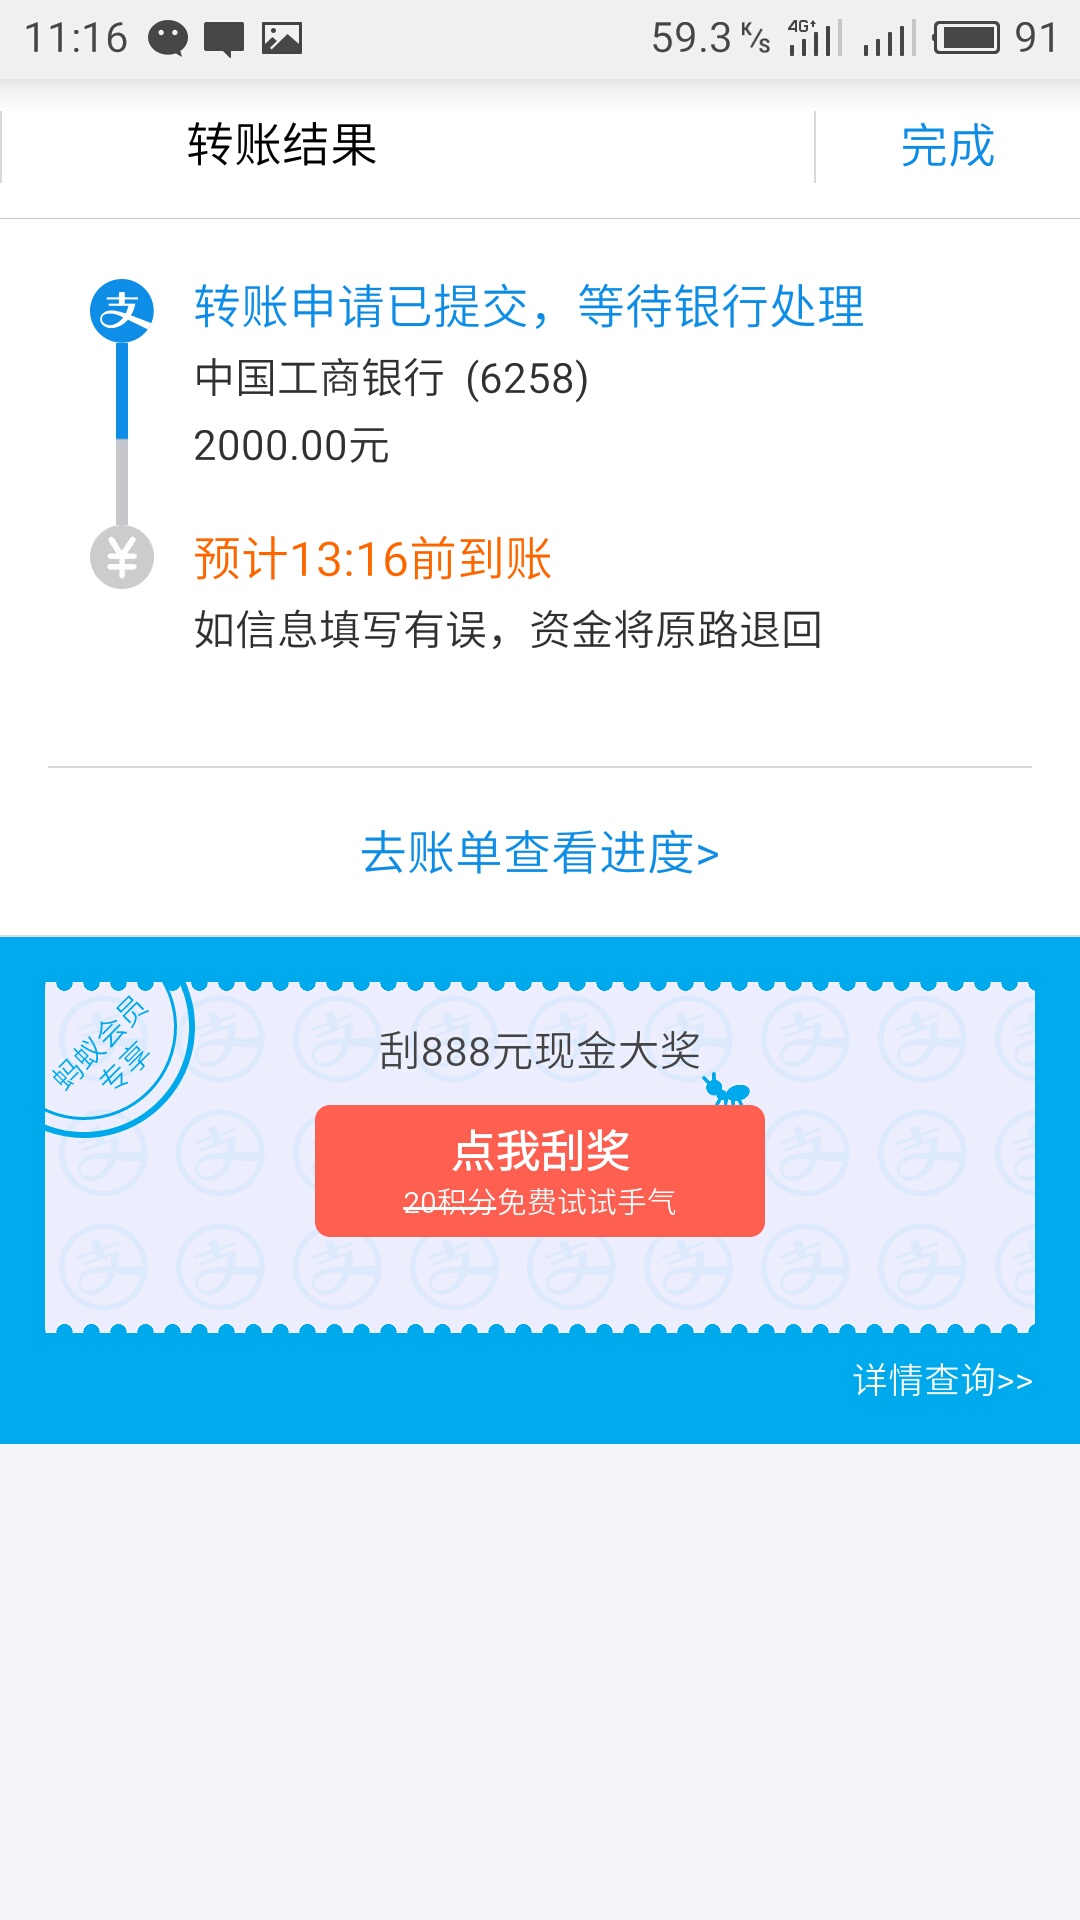 11:16 59.3 K/s 4G 91
转账结果 完成
支 转账申请已提交，等待银行处理
中国工商银行 (6258)
2000.00元
¥ 预计13:16前到账
如信息填写有误，资金将原路退回
去账单查看进度>
蚂蚁会员
专享
刮888元现金大奖
点我刮奖
20积分免费试试手气
详情查询>>